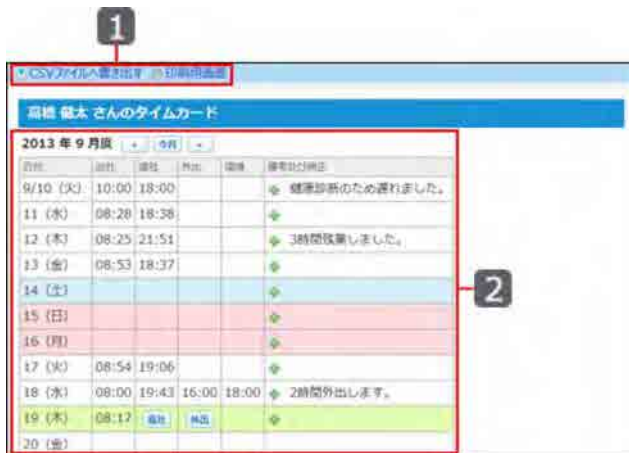 1
CSVファイルへ書き出す 印刷用画面
高橋 健太 さんのタイムカード
2013 年 9 月度 今月
日付 出社 退社 外出 復帰 備考及び修正
9/10 (火) 10:00 18:00 健康診断のため遅れました。
11 (水) 08:28 18:38
12 (木) 08:25 21:51 3時間残業しました。
13 (金) 08:53 18:37
14 (土)
2
15 (日)
16 (月)
17 (火) 08:54 19:06
18 (水) 08:00 19:43 16:00 18:00 2時間外出します。
19 (木) 08:17 退社 外出
20 (金)